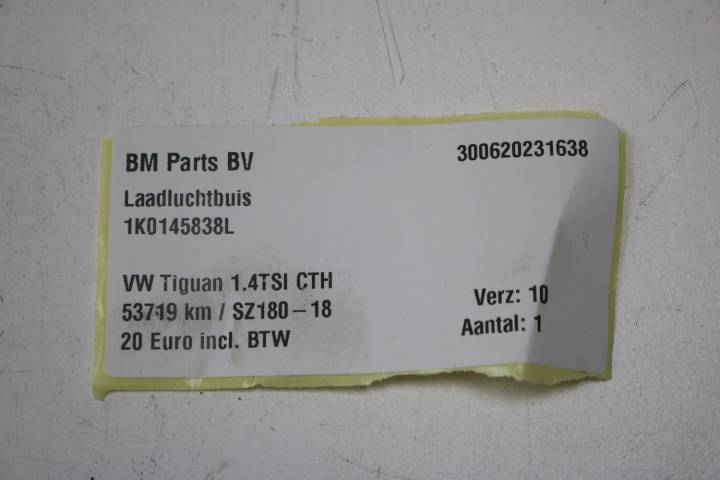 BM Parts BV
300620231638
Laadluchtbuis
1K0145838L
VW Tiguan 1.4TSI CTH
53719 km / SZ180-18
Verz: 10
20 Euro incl. BTW
Aantal: 1